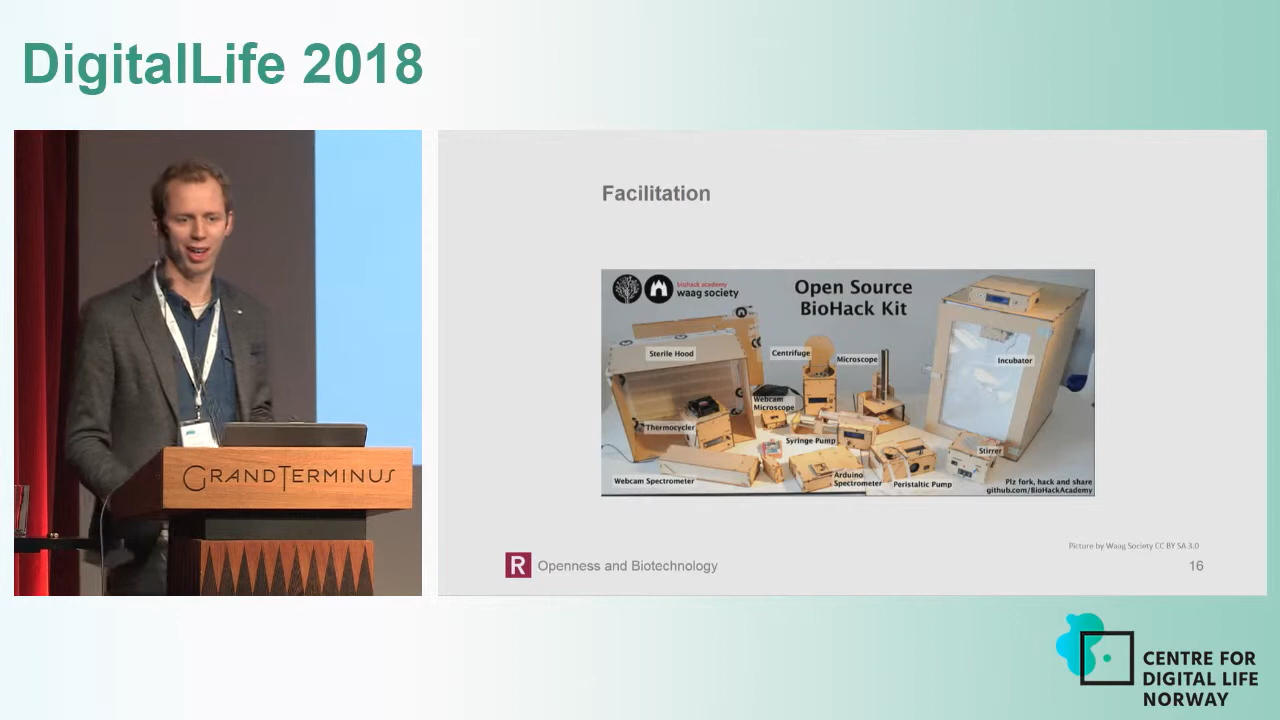 DigitalLife 2018
GRANDTERMINUS
Facilitation
biohack academy
waag society
Open Source
BioHack Kit
Sterile Hood
Centrifuge
Microscope
Incubator
Webcam
Microscope
Thermocycler
Syringe Pump
Stirrer
Webcam Spectrometer
Arduino
Spectrometer
Peristaltic Pump
Plz fork, hack and share
github.com/BioHackAcademy
Picture by Waag Society CC BY SA 3.0
R
Openness and Biotechnology
16
CENTRE FOR
DIGITAL LIFE
NORWAY